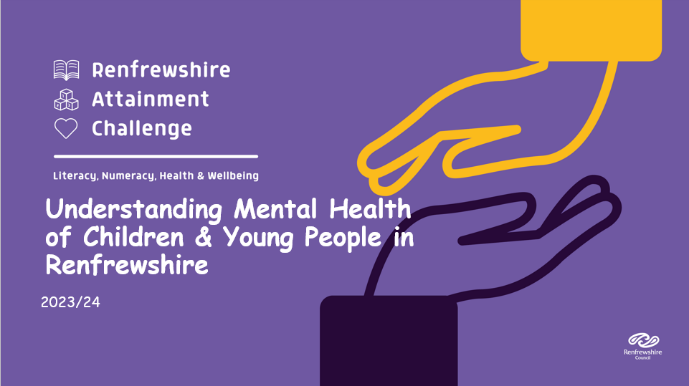 Renfrewshire
Attainment
Challenge
Literacy, Numeracy, Health & Wellbeing
Understanding Mental Health
of Children & Young People in
Renfrewshire
2023/24
Renfrewshire
Council